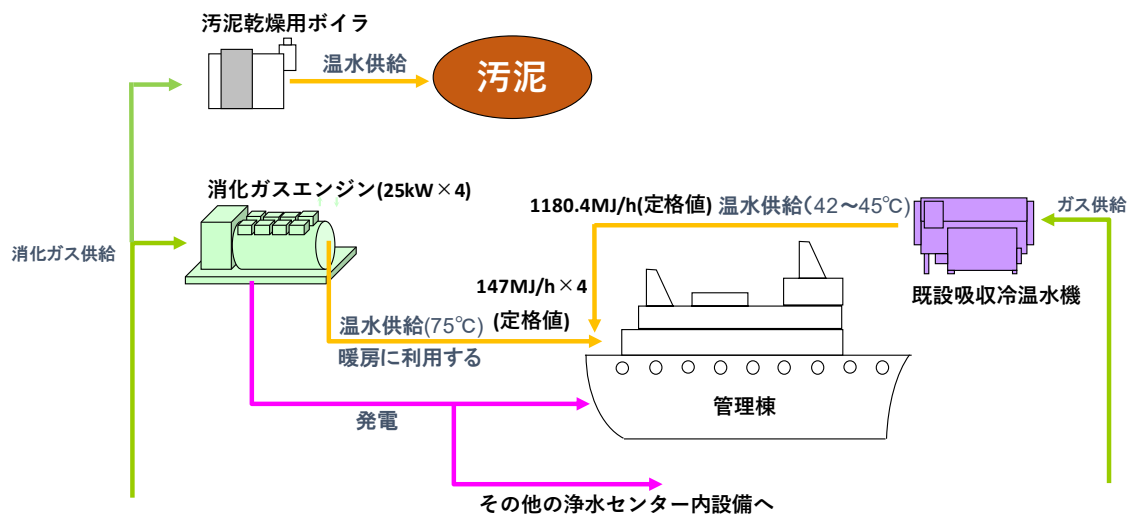 汚泥乾燥用ボイラ
温水供給
汚泥
消化ガスエンジン(25kW×4)
1180.4MJ/h(定格値)
温水供給(42～45℃)
ガス供給
消化ガス供給
147MJ/h×4
(定格値)
既設吸収冷温水機
温水供給(75℃)
暖房に利用する
管理棟
発電
その他の浄水センター内設備へ